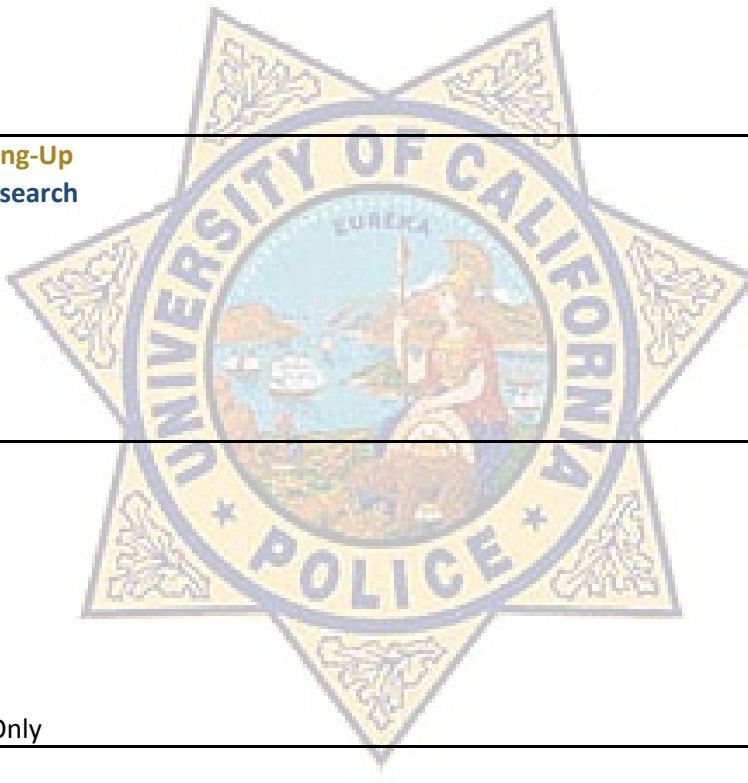 ng-Up
search
UNIVERSITY OF CALIFORNIA
EUREKA
* POLICE *
Only